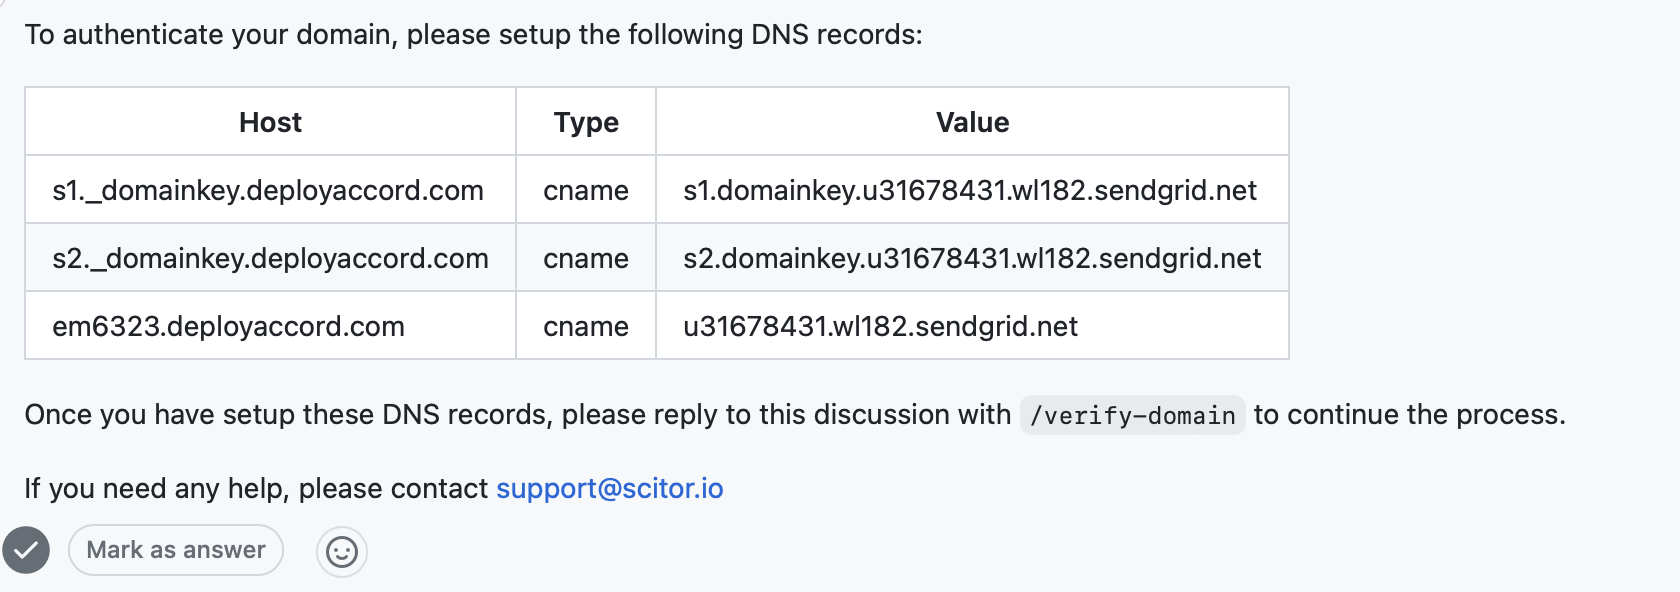 To authenticate your domain, please setup the following DNS records:
Host Type Value
s1._domainkey.deployaccord.com cname s1.domainkey.u31678431.wl182.sendgrid.net
s2._domainkey.deployaccord.com cname s2.domainkey.u31678431.wl182.sendgrid.net
em6323.deployaccord.com cname u31678431.wl182.sendgrid.net
Once you have setup these DNS records, please reply to this discussion with /verify-domain to continue the process.
If you need any help, please contact support@scitor.io
Mark as answer